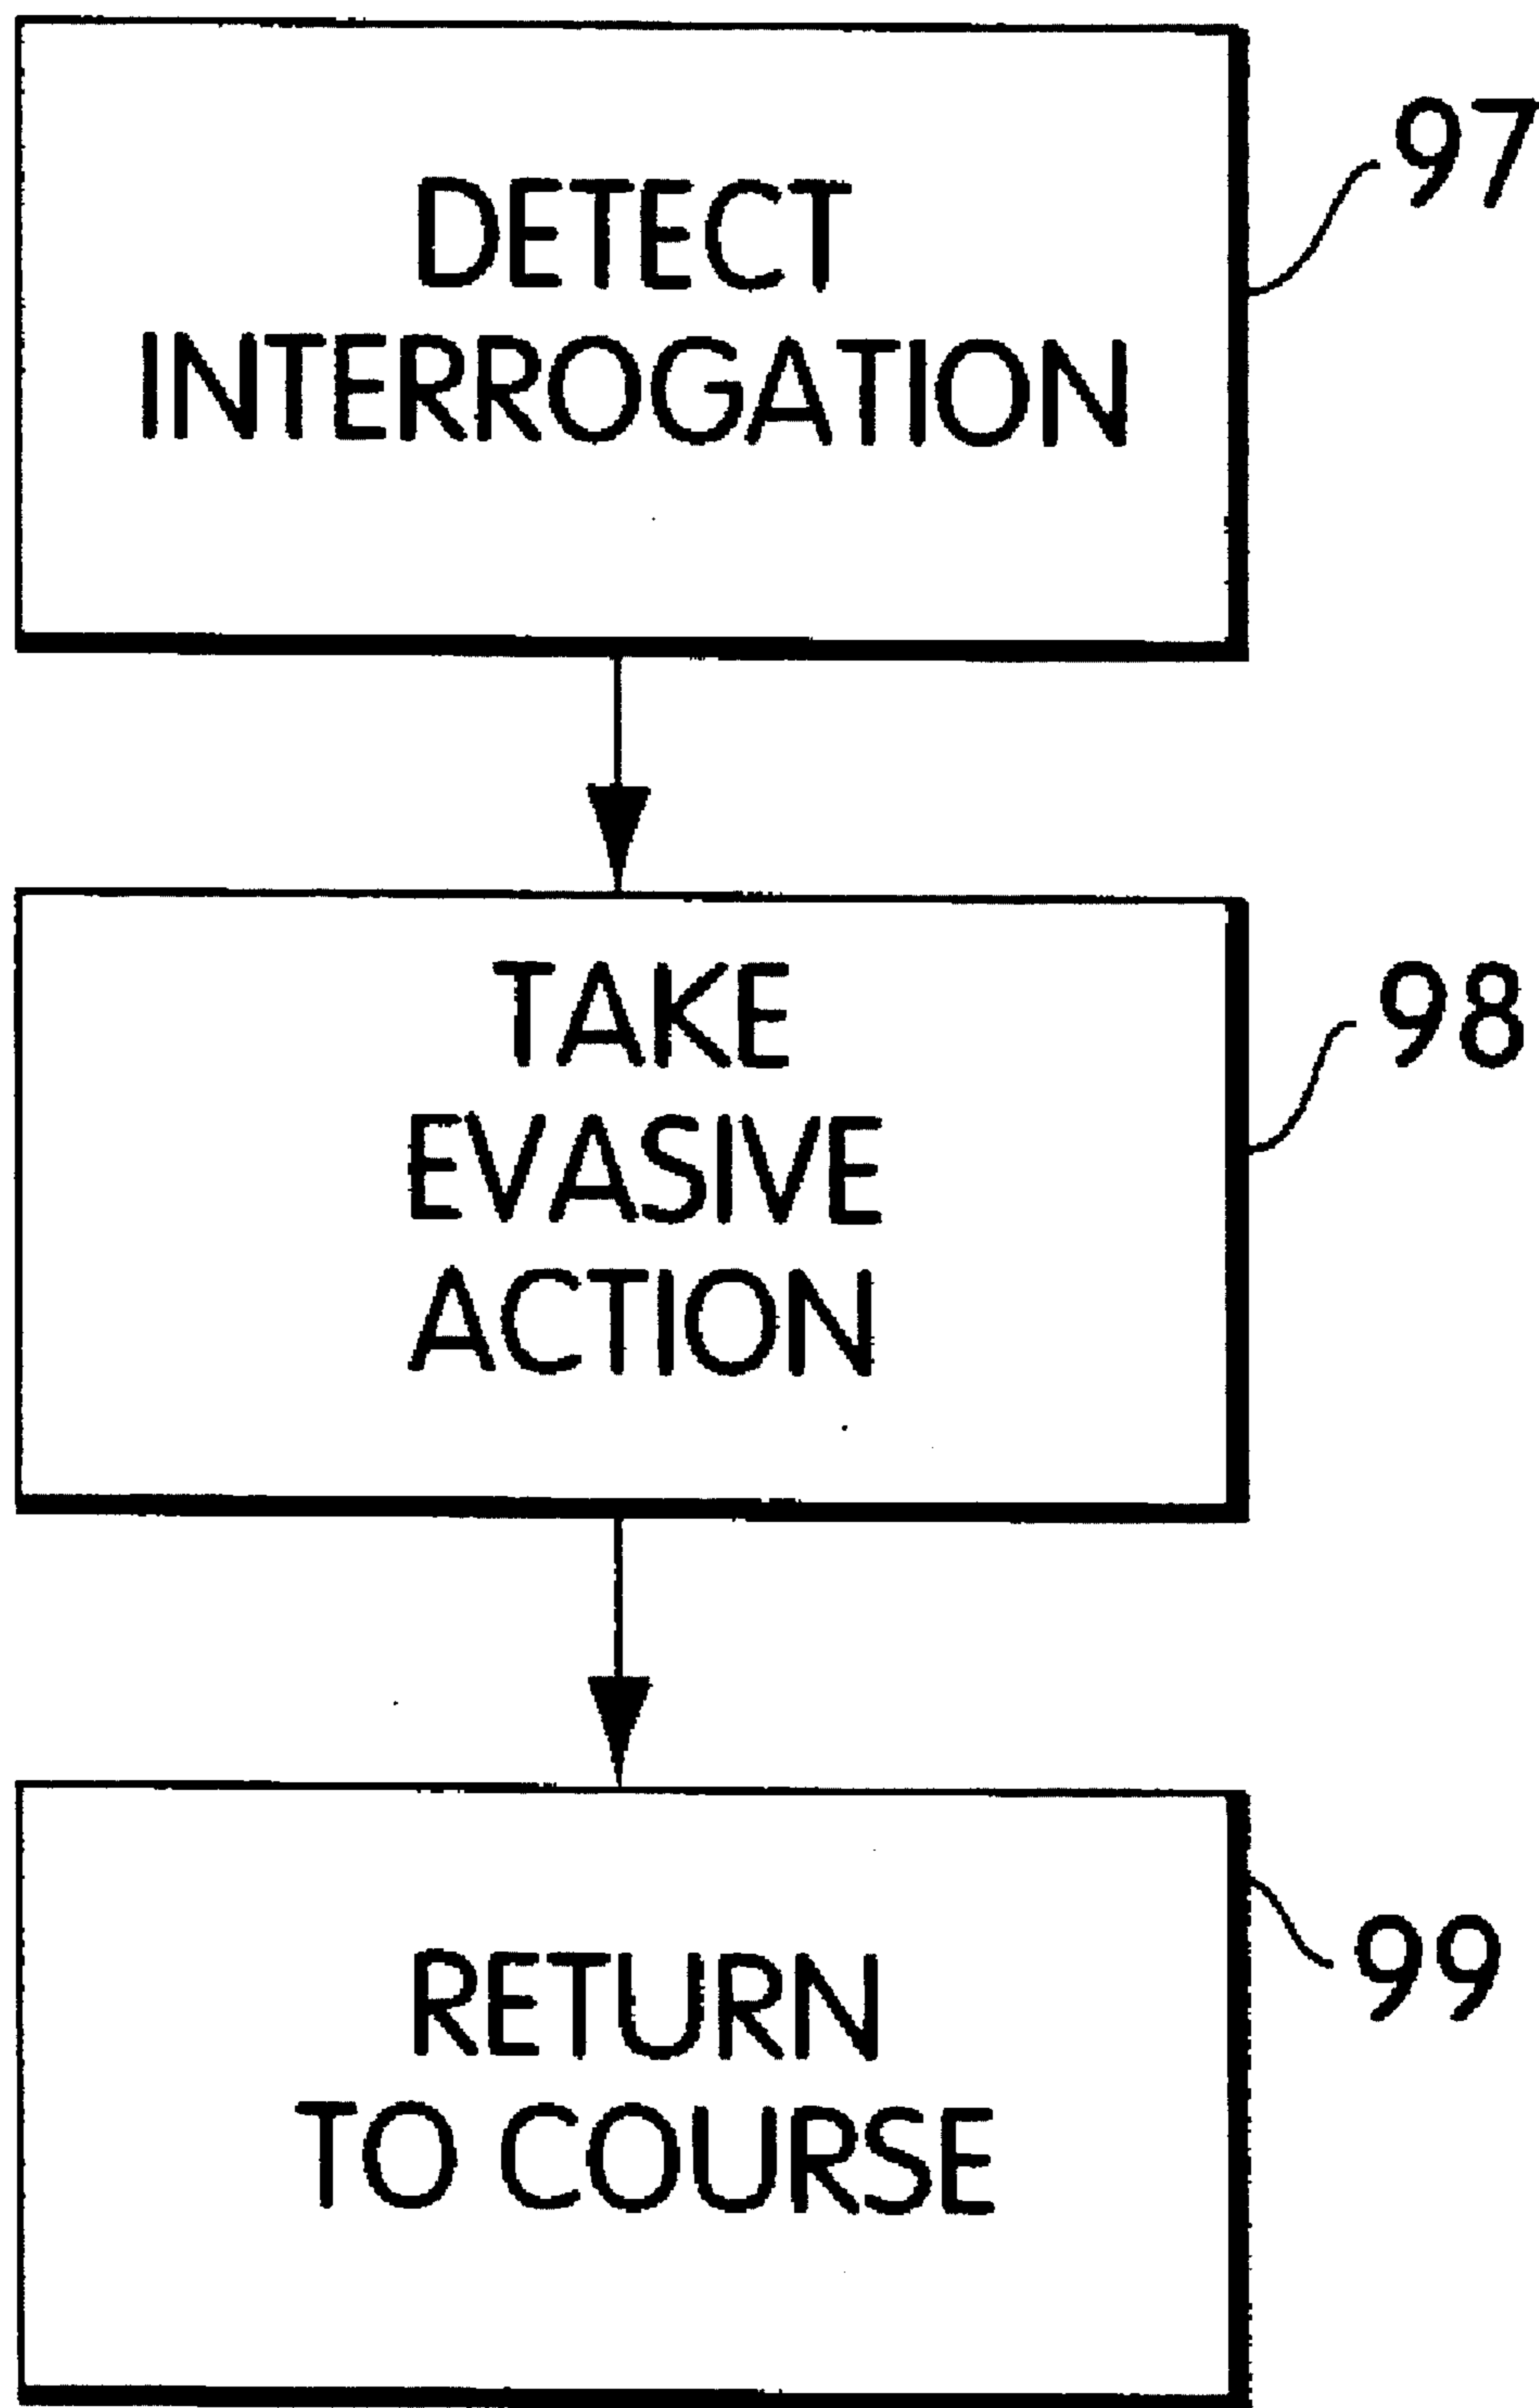 DETECT
INTERROGATION
97
TAKE
EVASIVE
ACTION
98
RETURN
TO COURSE
99